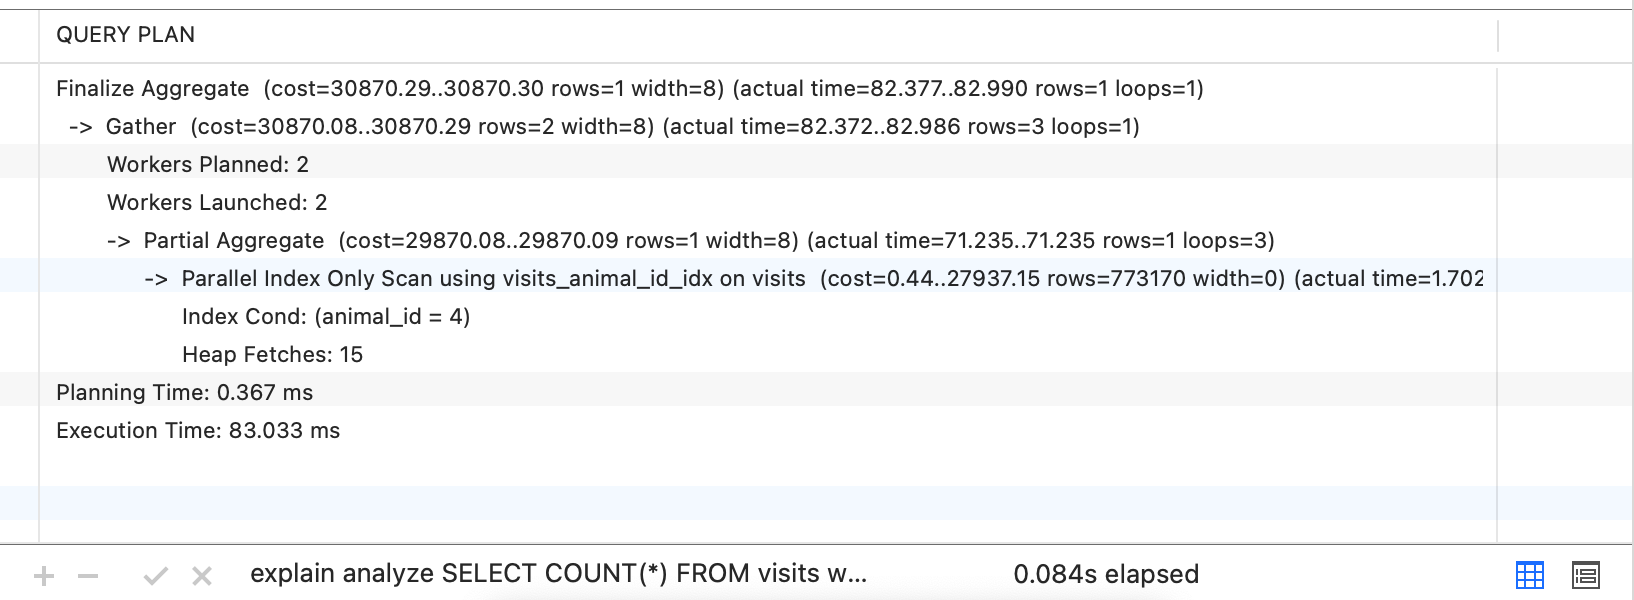 QUERY PLAN
Finalize Aggregate (cost=30870.29..30870.30 rows=1 width=8) (actual time=82.377..82.990 rows=1 loops=1)
-> Gather (cost=30870.08..30870.29 rows=2 width=8) (actual time=82.372..82.986 rows=3 loops=1)
Workers Planned: 2
Workers Launched: 2
-> Partial Aggregate (cost=29870.08..29870.09 rows=1 width=8) (actual time=71.235..71.235 rows=1 loops=3)
-> Parallel Index Only Scan using visits_animal_id_idx on visits (cost=0.44..27937.15 rows=773170 width=0) (actual time=1.702
Index Cond: (animal_id = 4)
Heap Fetches: 15
Planning Time: 0.367 ms
Execution Time: 83.033 ms
explain analyze SELECT COUNT(*) FROM visits w... 0.084s elapsed